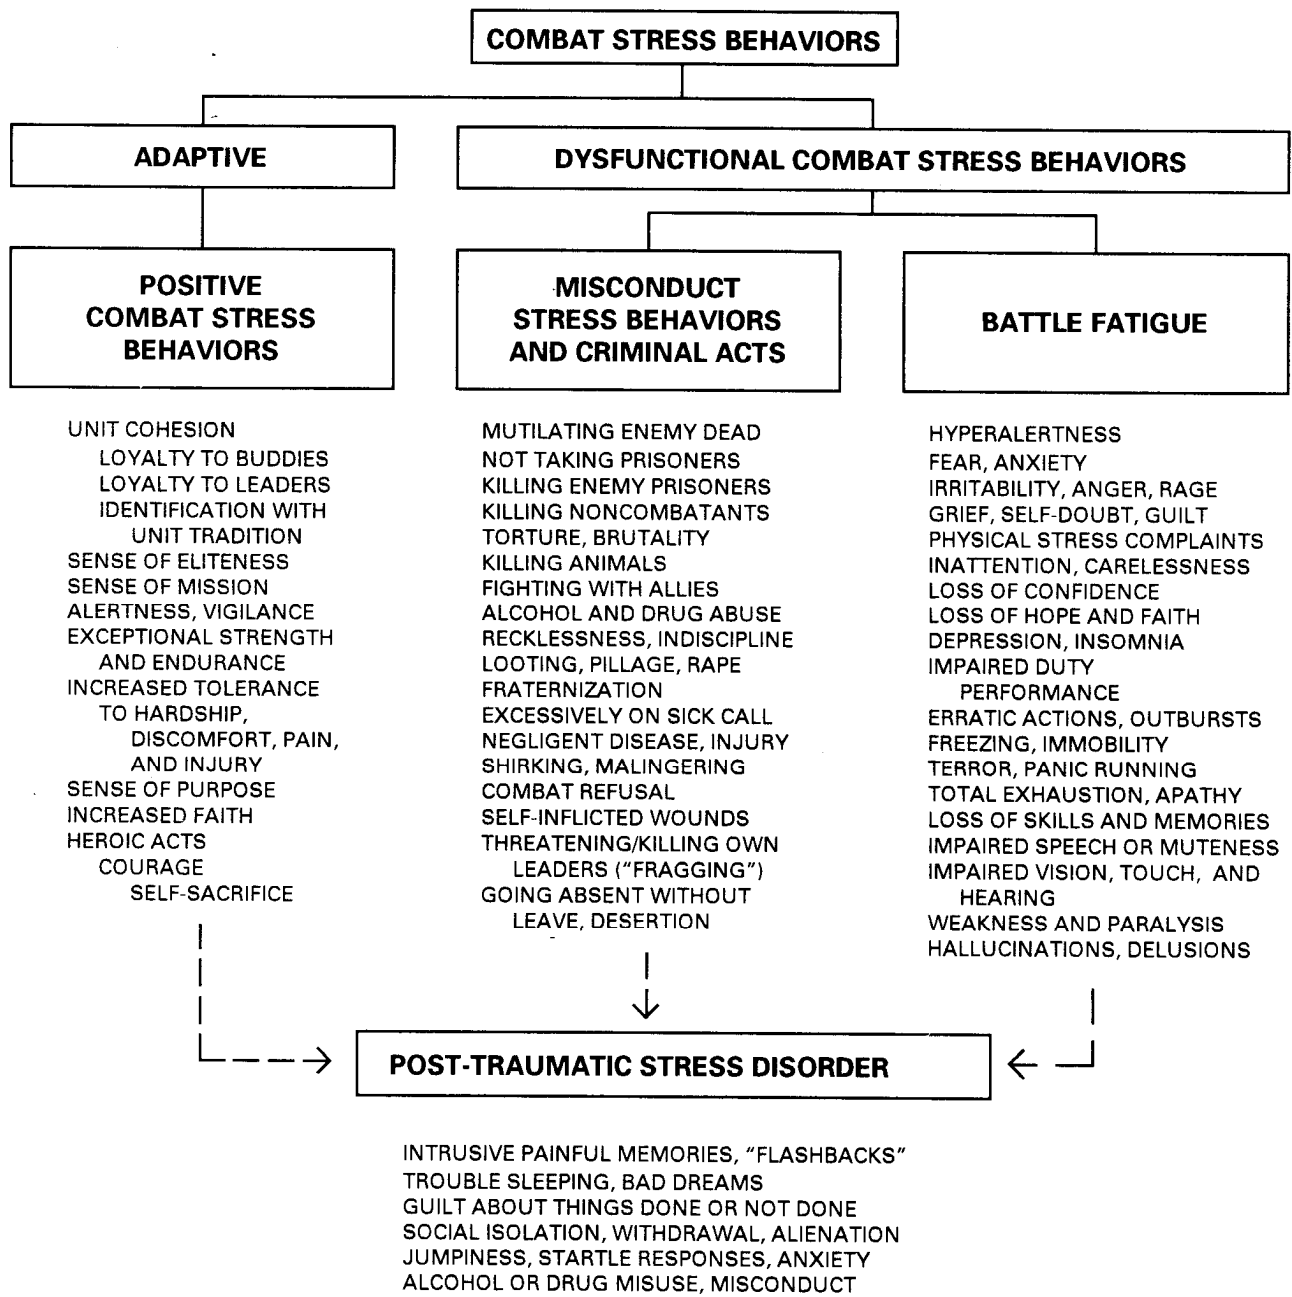 COMBAT STRESS BEHAVIORS
ADAPTIVE
DYSFUNCTIONAL COMBAT STRESS BEHAVIORS
POSITIVE
COMBAT STRESS
BEHAVIORS
MISCONDUCT
STRESS BEHAVIORS
AND CRIMINAL ACTS
BATTLE FATIGUE
UNIT COHESION
LOYALTY TO BUDDIES
LOYALTY TO LEADERS
IDENTIFICATION WITH
UNIT TRADITION
SENSE OF ELITENESS
SENSE OF MISSION
ALERTNESS, VIGILANCE
EXCEPTIONAL STRENGTH
AND ENDURANCE
INCREASED TOLERANCE
TO HARDSHIP,
DISCOMFORT, PAIN,
AND INJURY
SENSE OF PURPOSE
INCREASED FAITH
HEROIC ACTS
COURAGE
SELF-SACRIFICE
MUTILATING ENEMY DEAD
NOT TAKING PRISONERS
KILLING ENEMY PRISONERS
KILLING NONCOMBATANTS
TORTURE, BRUTALITY
KILLING ANIMALS
FIGHTING WITH ALLIES
ALCOHOL AND DRUG ABUSE
RECKLESSNESS, INDISCIPLINE
LOOTING, PILLAGE, RAPE
FRATERNIZATION
EXCESSIVELY ON SICK CALL
NEGLIGENT DISEASE, INJURY
SHIRKING, MALINGERING
COMBAT REFUSAL
SELF-INFLICTED WOUNDS
THREATENING/KILLING OWN
LEADERS ("FRAGGING")
GOING ABSENT WITHOUT
LEAVE, DESERTION
HYPERALERTNESS
FEAR, ANXIETY
IRRITABILITY, ANGER, RAGE
GRIEF, SELF-DOUBT, GUILT
PHYSICAL STRESS COMPLAINTS
INATTENTION, CARELESSNESS
LOSS OF CONFIDENCE
LOSS OF HOPE AND FAITH
DEPRESSION, INSOMNIA
IMPAIRED DUTY
PERFORMANCE
ERRATIC ACTIONS, OUTBURSTS
FREEZING, IMMOBILITY
TERROR, PANIC RUNNING
TOTAL EXHAUSTION, APATHY
LOSS OF SKILLS AND MEMORIES
IMPAIRED SPEECH OR MUTENESS
IMPAIRED VISION, TOUCH, AND
HEARING
WEAKNESS AND PARALYSIS
HALLUCINATIONS, DELUSIONS
POST-TRAUMATIC STRESS DISORDER
INTRUSIVE PAINFUL MEMORIES, "FLASHBACKS"
TROUBLE SLEEPING, BAD DREAMS
GUILT ABOUT THINGS DONE OR NOT DONE
SOCIAL ISOLATION, WITHDRAWAL, ALIENATION
JUMPINESS, STARTLE RESPONSES, ANXIETY
ALCOHOL OR DRUG MISUSE, MISCONDUCT